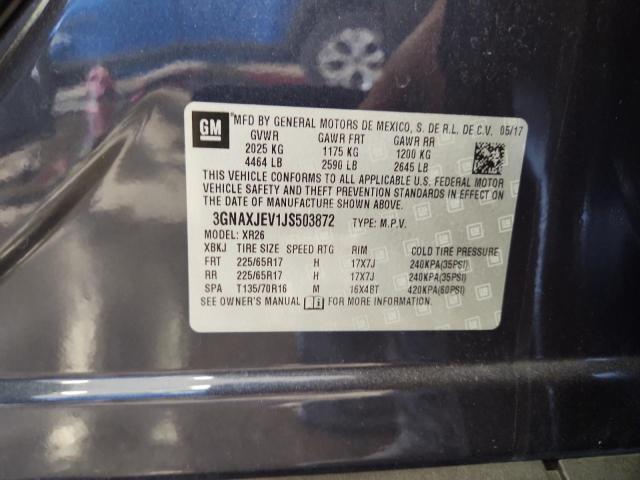 GM
MFD BY GENERAL MOTORS DE MEXICO, S. DE R.L. DE C.V. 05/17
GVWR GAWR FRT GAWR RR
2025 KG 1175 KG 1200 KG
4464 LB 2590 LB 2645 LB
THIS VEHICLE CONFORMS TO ALL APPLICABLE U.S. FEDERAL MOTOR
VEHICLE SAFETY AND THEFT PREVENTION STANDARDS IN EFFECT ON
THE DATE OF MANUFACTURE SHOWN ABOVE.
3GNAXJEV1JS503872 TYPE: M.P.V.
MODEL: XR26
XBKJ TIRE SIZE SPEED RTG RIM COLD TIRE PRESSURE
FRT 225/65R17 H 17X7J 240KPA(35PSI)
RR 225/65R17 H 17X7J 240KPA(35PSI)
SPA T135/70R16 M 16X4BT 420KPA(60PSI)
SEE OWNER'S MANUAL FOR MORE INFORMATION.